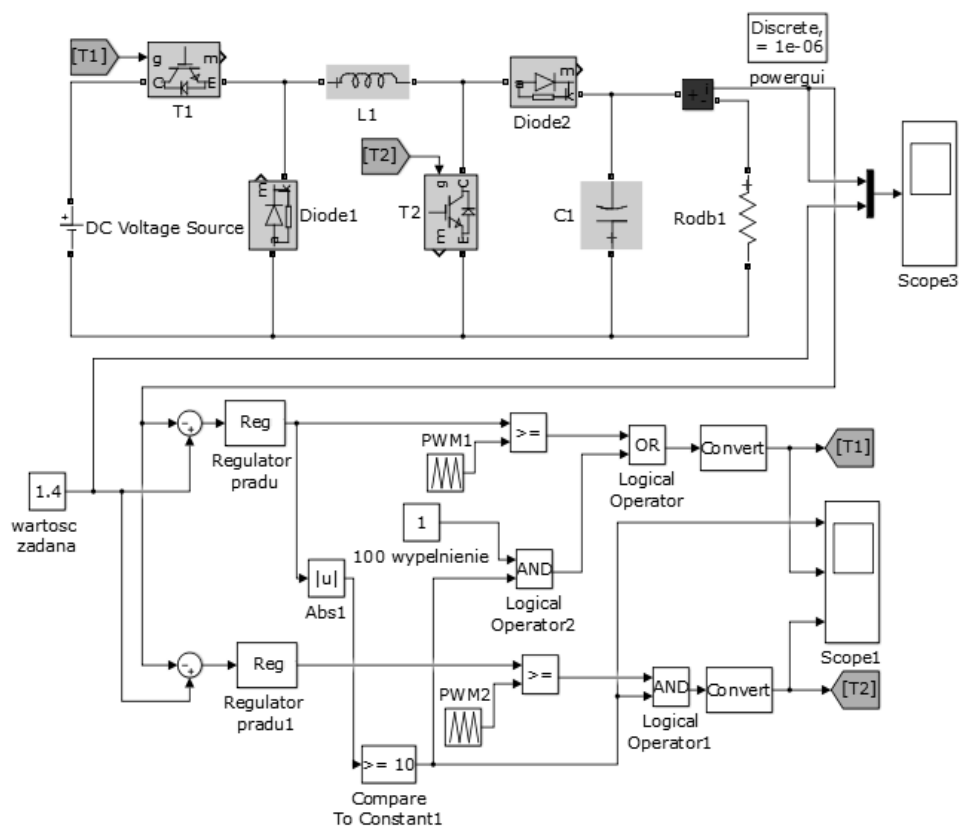 Discrete,
= 1e-06
powergui
[T1]
g
m
C
E
T1
L1
a
k
m
Diode2
+
i
-
[T2]
g
C
m
E
T2
m
k
a
Diode1
+
DC Voltage Source
C1
+
+
Rodb1
Scope3
-
+
Reg
Regulator
pradu
PWM1
>=
OR
Logical
Operator
Convert
[T1]
1.4
wartosc
zadana
1
100 wypelnienie
AND
Logical
Operator2
|u|
Abs1
Scope1
-
+
Reg
Regulator
pradu1
PWM2
>=
AND
Logical
Operator1
Convert
[T2]
>= 10
Compare
To Constant1